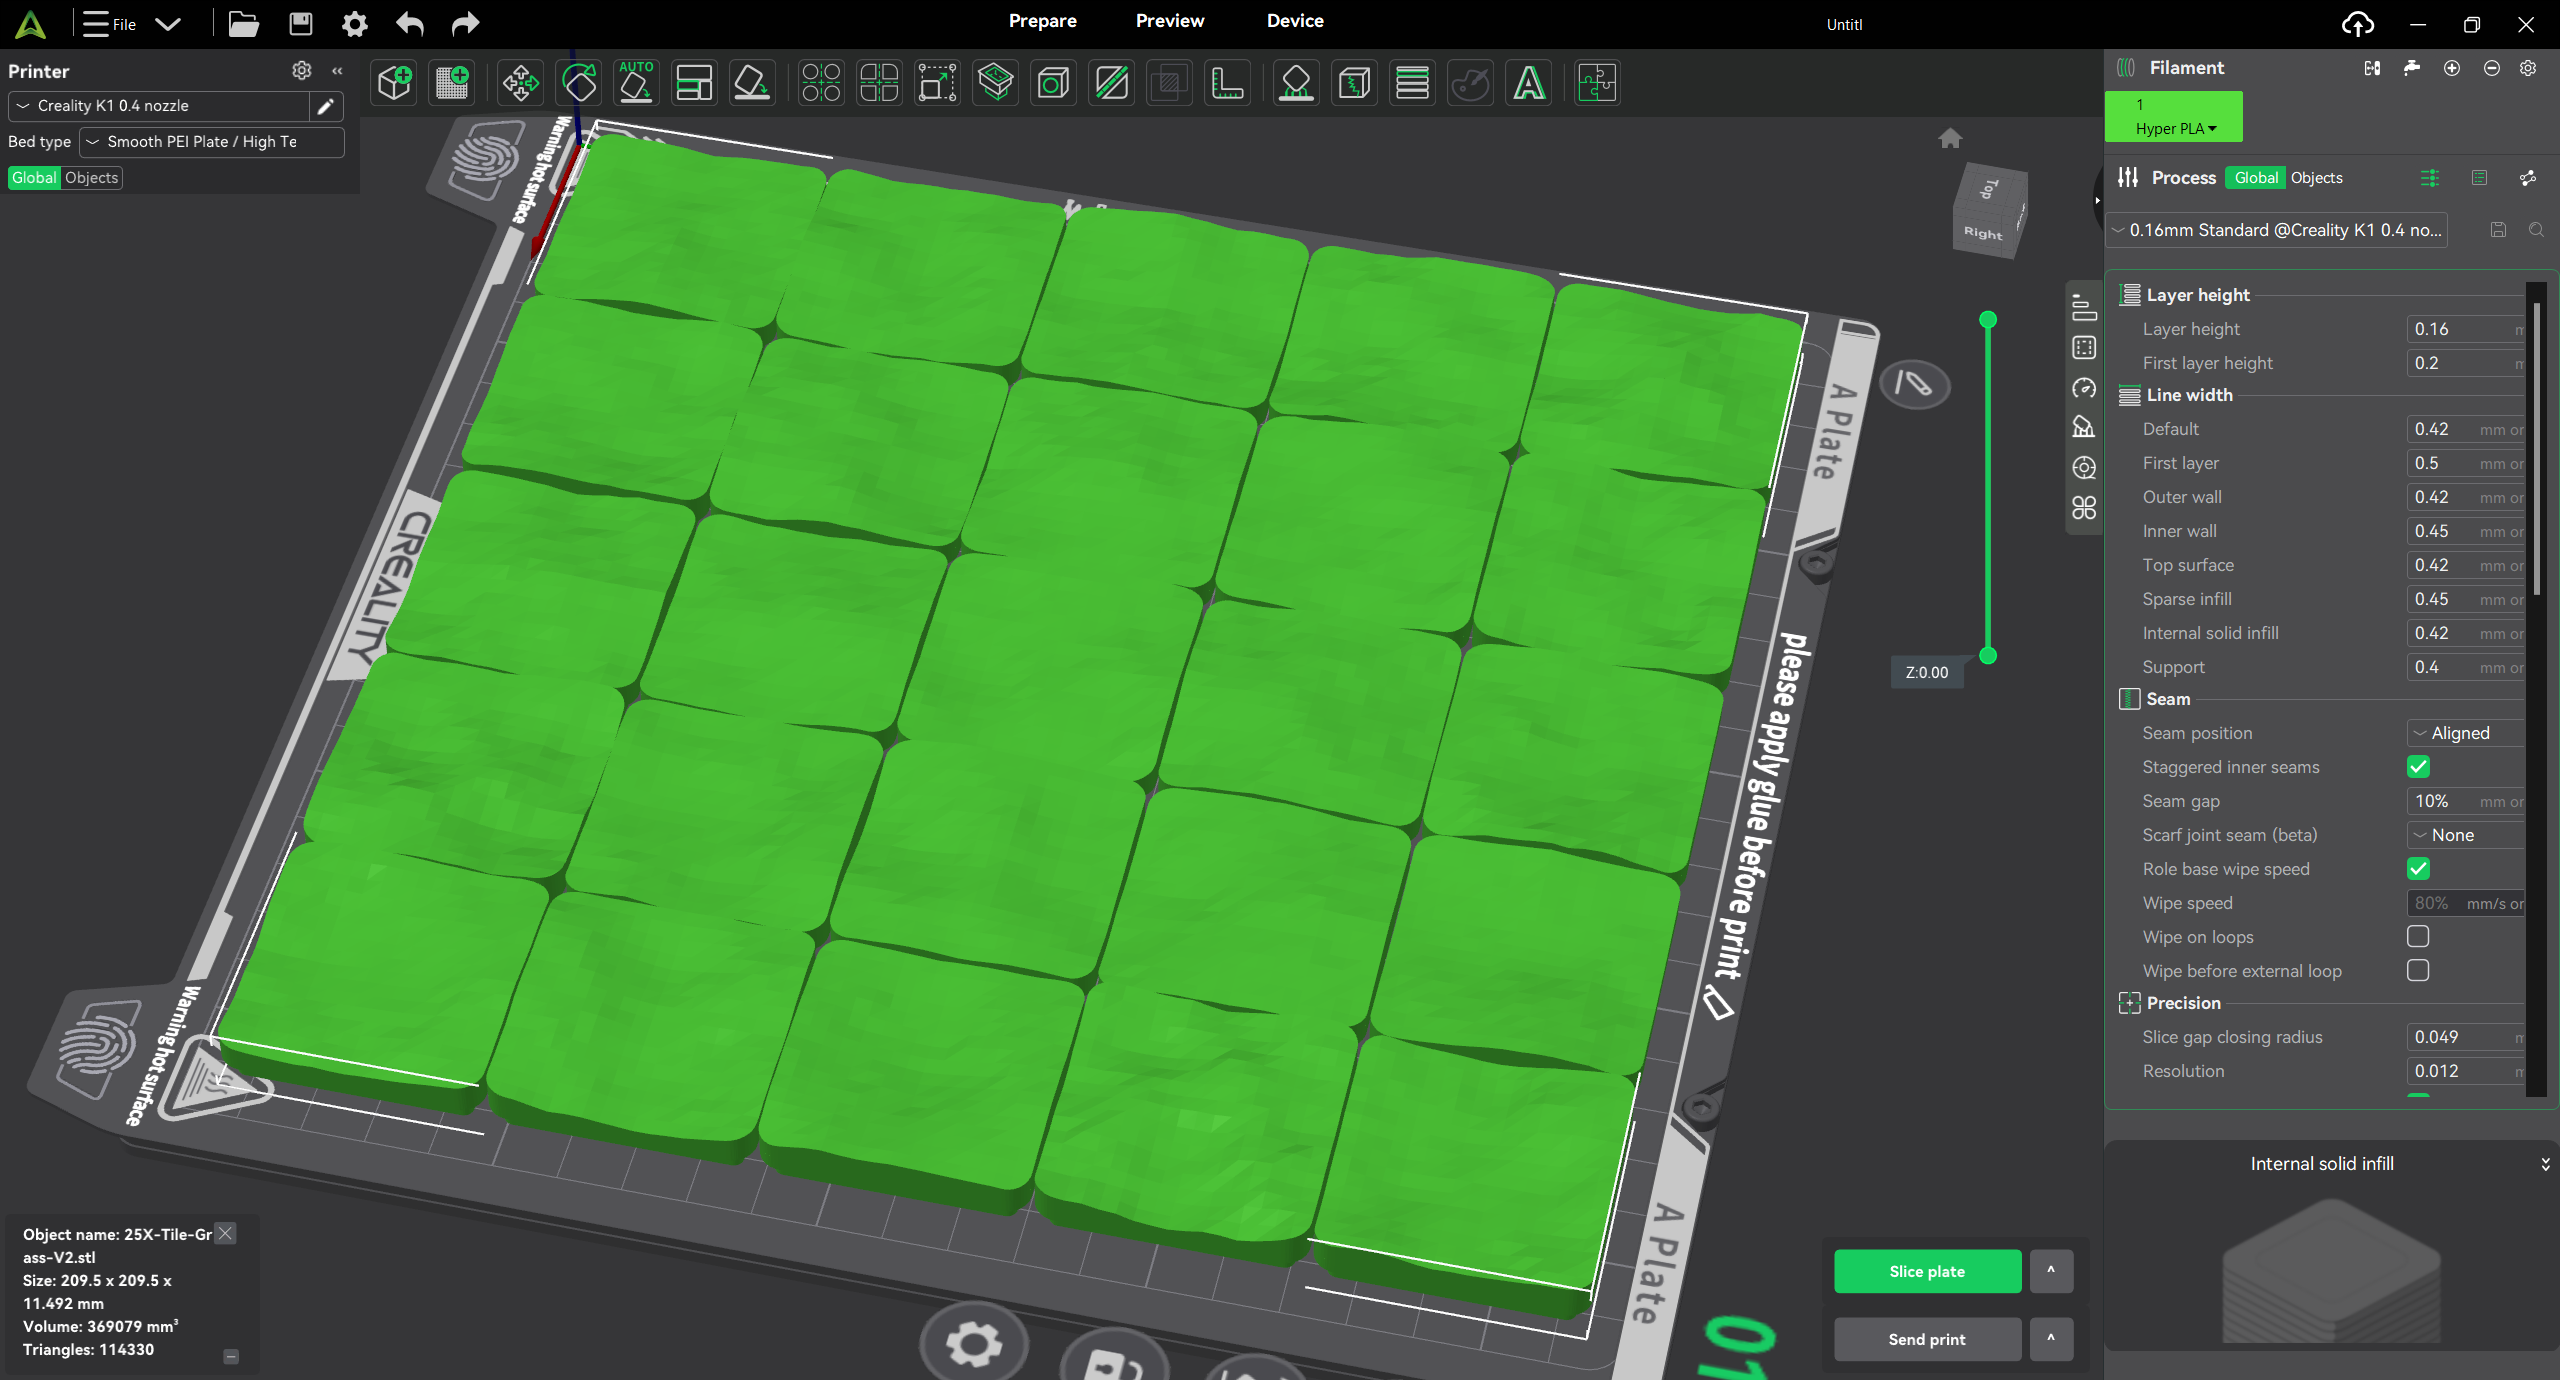 File
Prepare
Preview
Device
Untitl
Printer
Creality K1 0.4 nozzle
Bed type
Smooth PEI Plate / High Te
Global
Objects
AUTO
Filament
1
Hyper PLA
Process
Global
Objects
0.16mm Standard @Creality K1 0.4 no...
Layer height
Layer height 0.16
First layer height 0.2
Line width
Default 0.42 mm or
First layer 0.5 mm or
Outer wall 0.42 mm or
Inner wall 0.45 mm or
Top surface 0.42 mm or
Sparse infill 0.45 mm or
Internal solid infill 0.42 mm or
Support 0.4 mm or
Seam
Seam position Aligned
Staggered inner seams
Seam gap 10% mm or
Scarf joint seam (beta) None
Role base wipe speed
Wipe speed 80% mm/s or
Wipe on loops
Wipe before external loop
Precision
Slice gap closing radius 0.049
Resolution 0.012
Internal solid infill
Top
Right
Z:0.00
Warning hot surface
CREALITY
Warning hot surface
A Plate
please apply glue before print
A Plate
01
Object name: 25X-Tile-Gr
ass-V2.stl
Size: 209.5 x 209.5 x
11.492 mm
Volume: 369079 mm³
Triangles: 114330
Slice plate
Send print